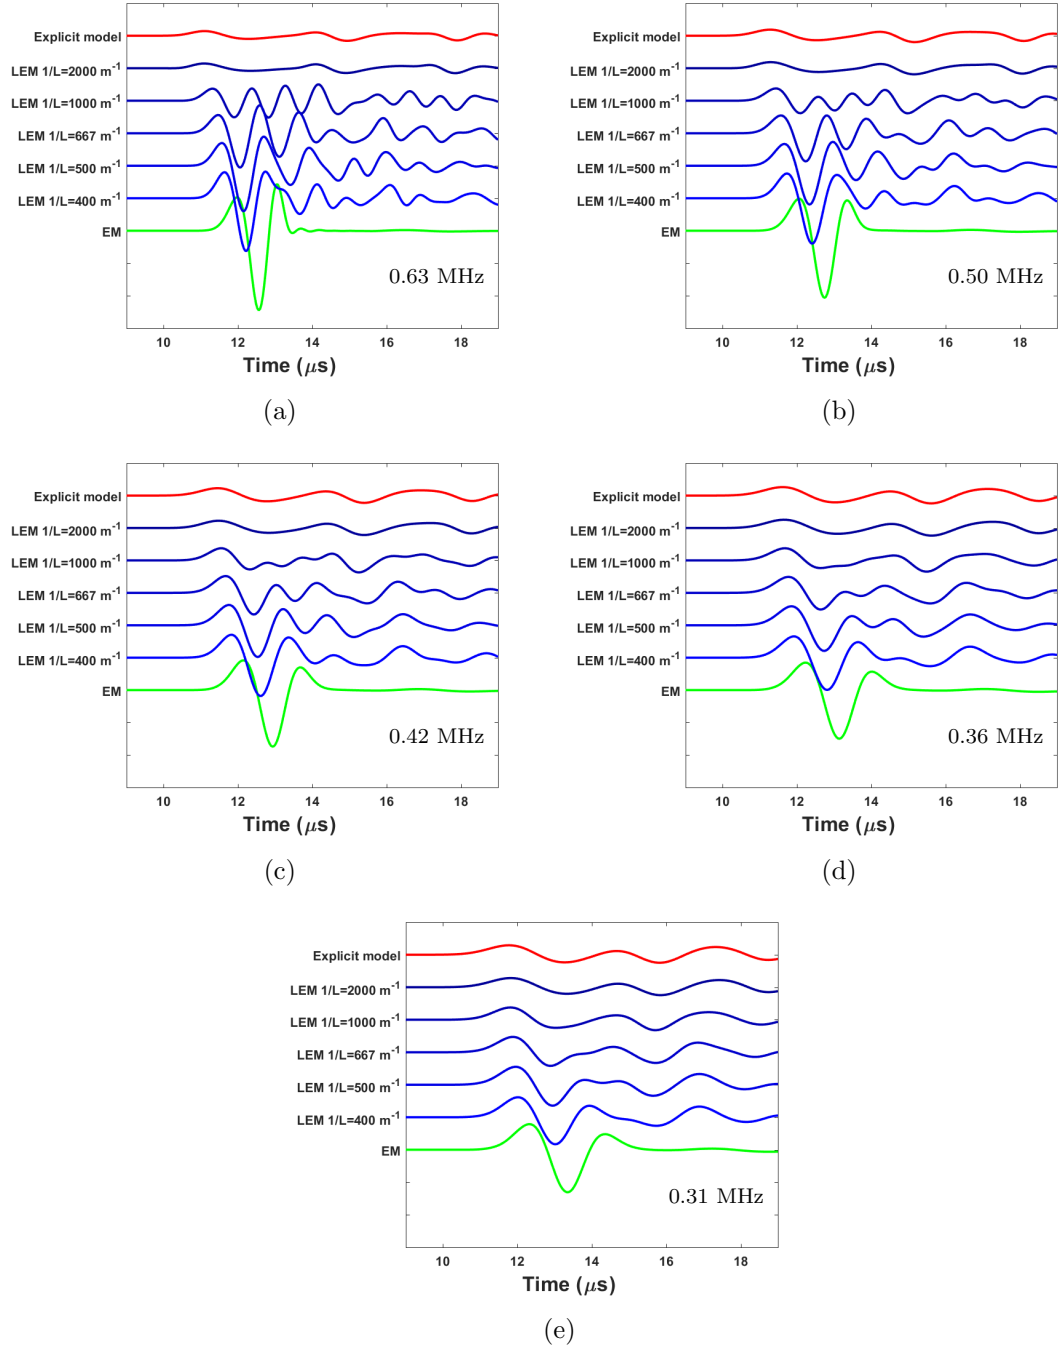 Explicit model
LEM 1/L=2000 m-1
LEM 1/L=1000 m-1
LEM 1/L=667 m-1
LEM 1/L=500 m-1
LEM 1/L=400 m-1
EM
0.63 MHz
10 12 14 16 18
Time (μs)
(a)
Explicit model
LEM 1/L=2000 m-1
LEM 1/L=1000 m-1
LEM 1/L=667 m-1
LEM 1/L=500 m-1
LEM 1/L=400 m-1
EM
0.50 MHz
10 12 14 16 18
Time (μs)
(b)
Explicit model
LEM 1/L=2000 m-1
LEM 1/L=1000 m-1
LEM 1/L=667 m-1
LEM 1/L=500 m-1
LEM 1/L=400 m-1
EM
0.42 MHz
10 12 14 16 18
Time (μs)
(c)
Explicit model
LEM 1/L=2000 m-1
LEM 1/L=1000 m-1
LEM 1/L=667 m-1
LEM 1/L=500 m-1
LEM 1/L=400 m-1
EM
0.36 MHz
10 12 14 16 18
Time (μs)
(d)
Explicit model
LEM 1/L=2000 m-1
LEM 1/L=1000 m-1
LEM 1/L=667 m-1
LEM 1/L=500 m-1
LEM 1/L=400 m-1
EM
0.31 MHz
10 12 14 16 18
Time (μs)
(e)